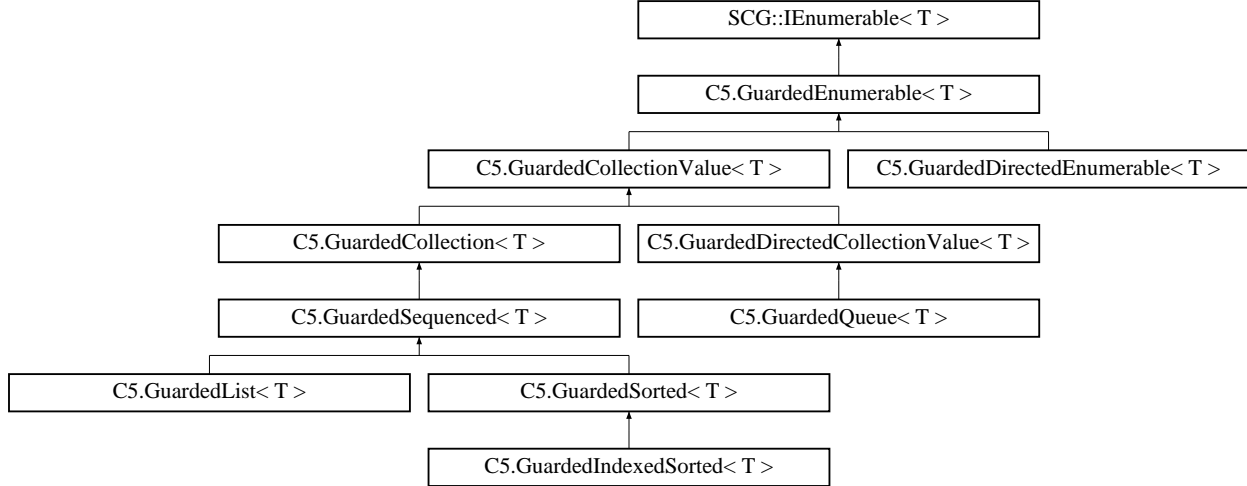 SCG::IEnumerable< T >
C5.GuardedEnumerable< T >
C5.GuardedCollectionValue< T >
C5.GuardedDirectedEnumerable< T >
C5.GuardedCollection< T >
C5.GuardedDirectedCollectionValue< T >
C5.GuardedSequenced< T >
C5.GuardedQueue< T >
C5.GuardedList< T >
C5.GuardedSorted< T >
C5.GuardedIndexedSorted< T >